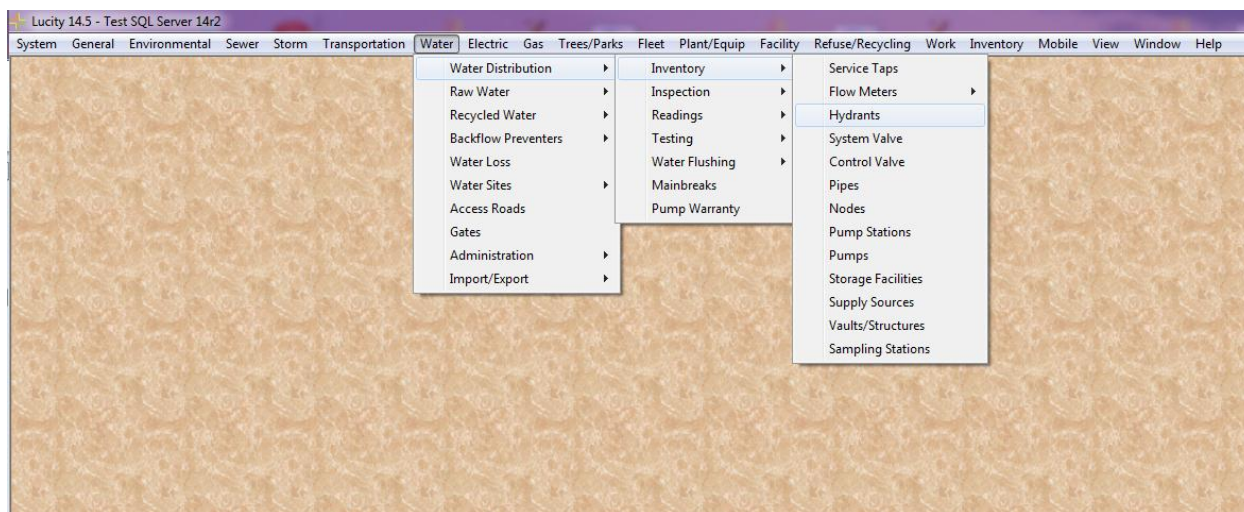 Lucity 14.5 - Test SQL Server 14r2
System General Environmental Sewer Storm Transportation Water Electric Gas Trees/Parks Fleet Plant/Equip Facility Refuse/Recycling Work Inventory Mobile View Window Help
Water Distribution
Raw Water
Recycled Water
Backflow Preventers
Water Loss
Water Sites
Access Roads
Gates
Administration
Import/Export
Inventory
Inspection
Readings
Testing
Water Flushing
Mainbreaks
Pump Warranty
Service Taps
Flow Meters
Hydrants
System Valve
Control Valve
Pipes
Nodes
Pump Stations
Pumps
Storage Facilities
Supply Sources
Vaults/Structures
Sampling Stations